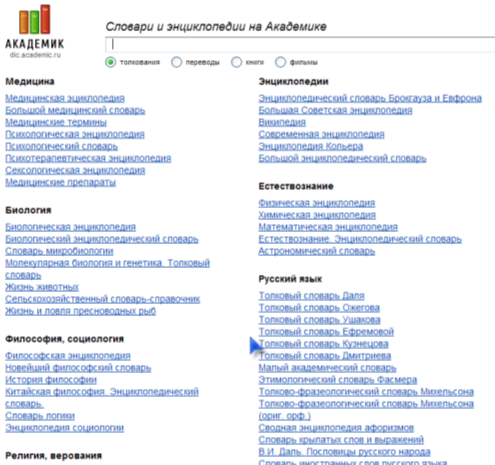 АКАДЕМИК
dic.academic.ru
Словари и энциклопедии на Академике
толкования переводы книги фильмы
Медицина
Медицинская энциклопедия
Большой медицинский словарь
Медицинские термины
Психологическая энциклопедия
Психологический словарь
Психотерапевтическая энциклопедия
Сексологическая энциклопедия
Медицинские препараты
Биология
Биологическая энциклопедия
Биологический энциклопедический словарь
Словарь микробиологии
Молекулярная биология и генетика. Толковый
словарь.
Жизнь животных
Сельскохозяйственный словарь-справочник
Жизнь и ловля пресноводных рыб
Философия, социология
Философская энциклопедия
Новейший философский словарь
История философии
Китайская философия. Энциклопедический
словарь.
Словарь логики
Энциклопедия социологии
Религия, верования
Энциклопедии
Энциклопедический словарь Брокгауза и Евфрона
Большая Советская энциклопедия
Википедия
Современная энциклопедия
Энциклопедия Кольера
Большой энциклопедический словарь
Естествознание
Физическая энциклопедия
Химическая энциклопедия
Математическая энциклопедия
Естествознание. Энциклопедический словарь
Астрономический словарь
Русский язык
Толковый словарь Даля
Толковый словарь Ожегова
Толковый словарь Ушакова
Толковый словарь Ефремовой
Толковый словарь Кузнецова
Толковый словарь Дмитриева
Малый академический словарь
Этимологический словарь Фасмера
Толково-фразеологический словарь Михельсона
Толково-фразеологический словарь Михельсона
(ориг. орф.)
Сводная энциклопедия афоризмов
Словарь крылатых слов и выражений
В.И. Даль. Пословицы русского народа
Словарь иностранных слов русского языка